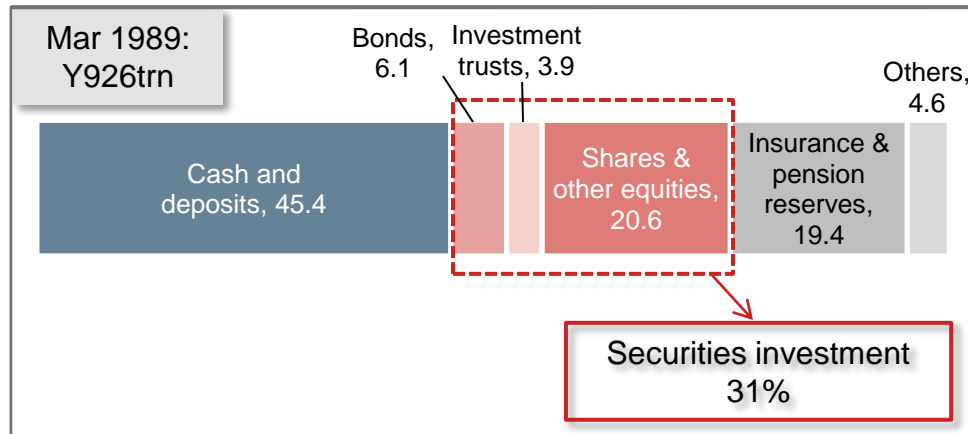 Mar 1989:
Y926trn
Bonds,
6.1
Investment
trusts, 3.9
Others,
4.6
Cash and
deposits, 45.4
Shares &
other equities,
20.6
Insurance &
pension
reserves,
19.4
Securities investment
31%